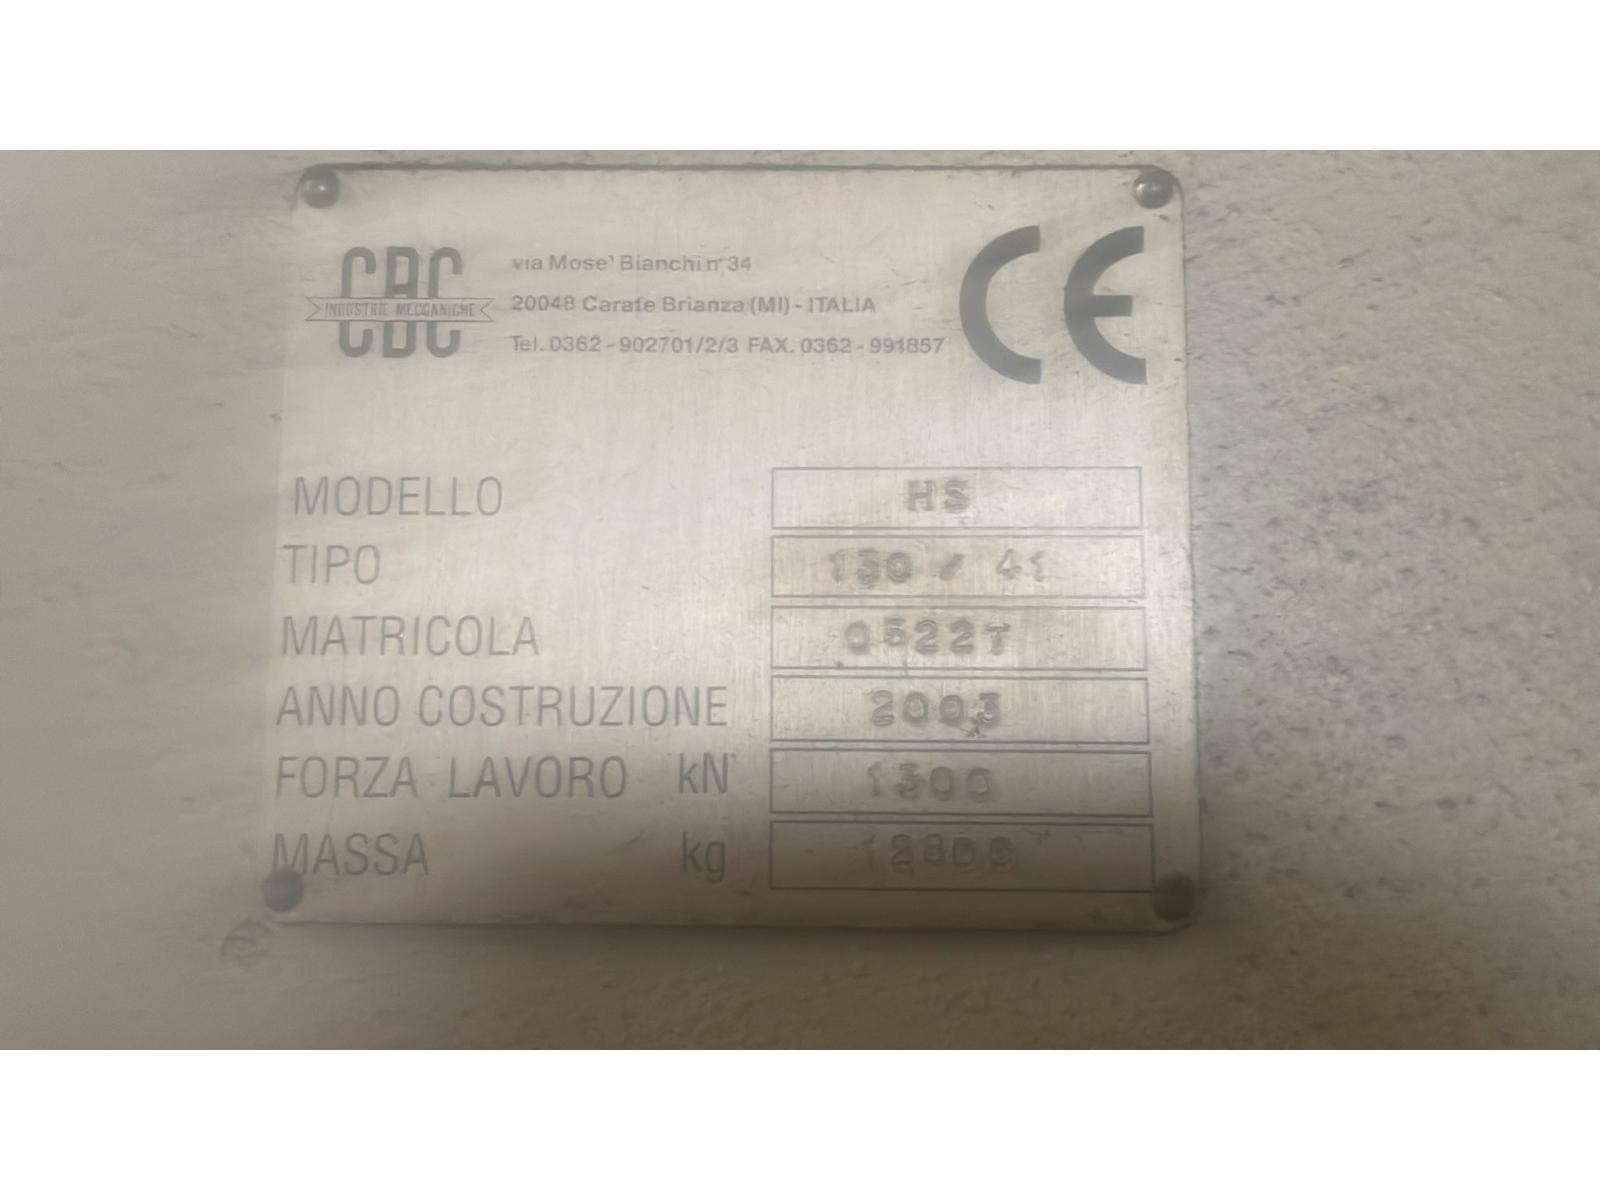 CBC
INDUSTRIE MECCANICHE
via Mose' Bianchi n° 34
20048 Carate Brianza (MI) - ITALIA
Tel. 0362 - 902701/2/3 FAX. 0362 - 991857
CE
MODELLO HS
TIPO 130 / 41
MATRICOLA 05227
ANNO COSTRUZIONE 2003
FORZA LAVORO kN 1300
MASSA kg 12800